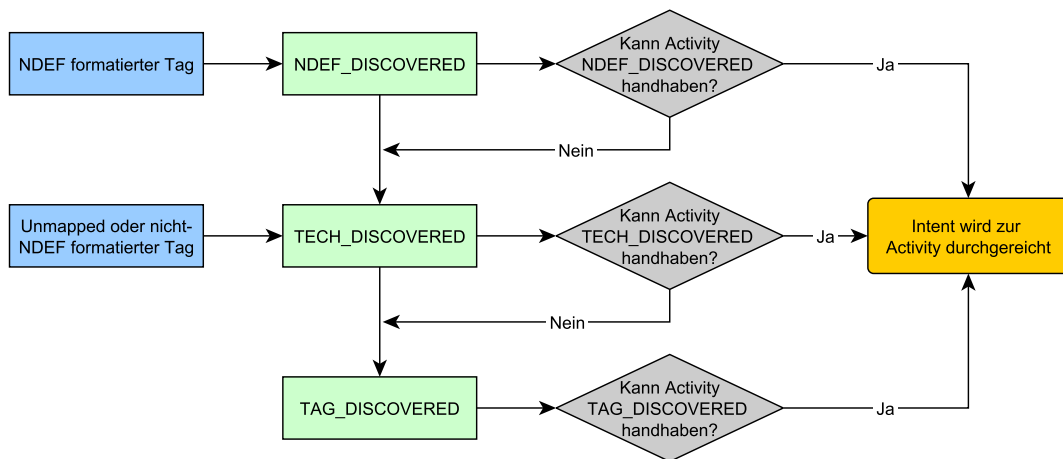 NDEF formatierter Tag
NDEF_DISCOVERED
Kann Activity
NDEF_DISCOVERED
handhaben?
Ja
Nein
Unmapped oder nicht-
NDEF formatierter Tag
TECH_DISCOVERED
Kann Activity
TECH_DISCOVERED
handhaben?
Ja
Intent wird zur
Activity durchgereicht
Nein
TAG_DISCOVERED
Kann Activity
TAG_DISCOVERED
handhaben?
Ja